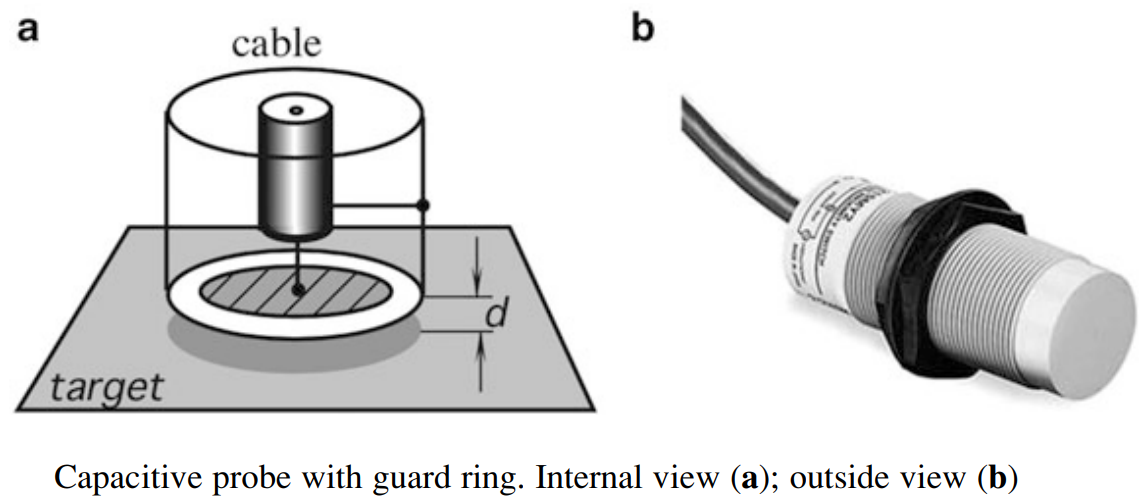 a
b
cable
d
target
Capacitive probe with guard ring. Internal view (a); outside view (b)